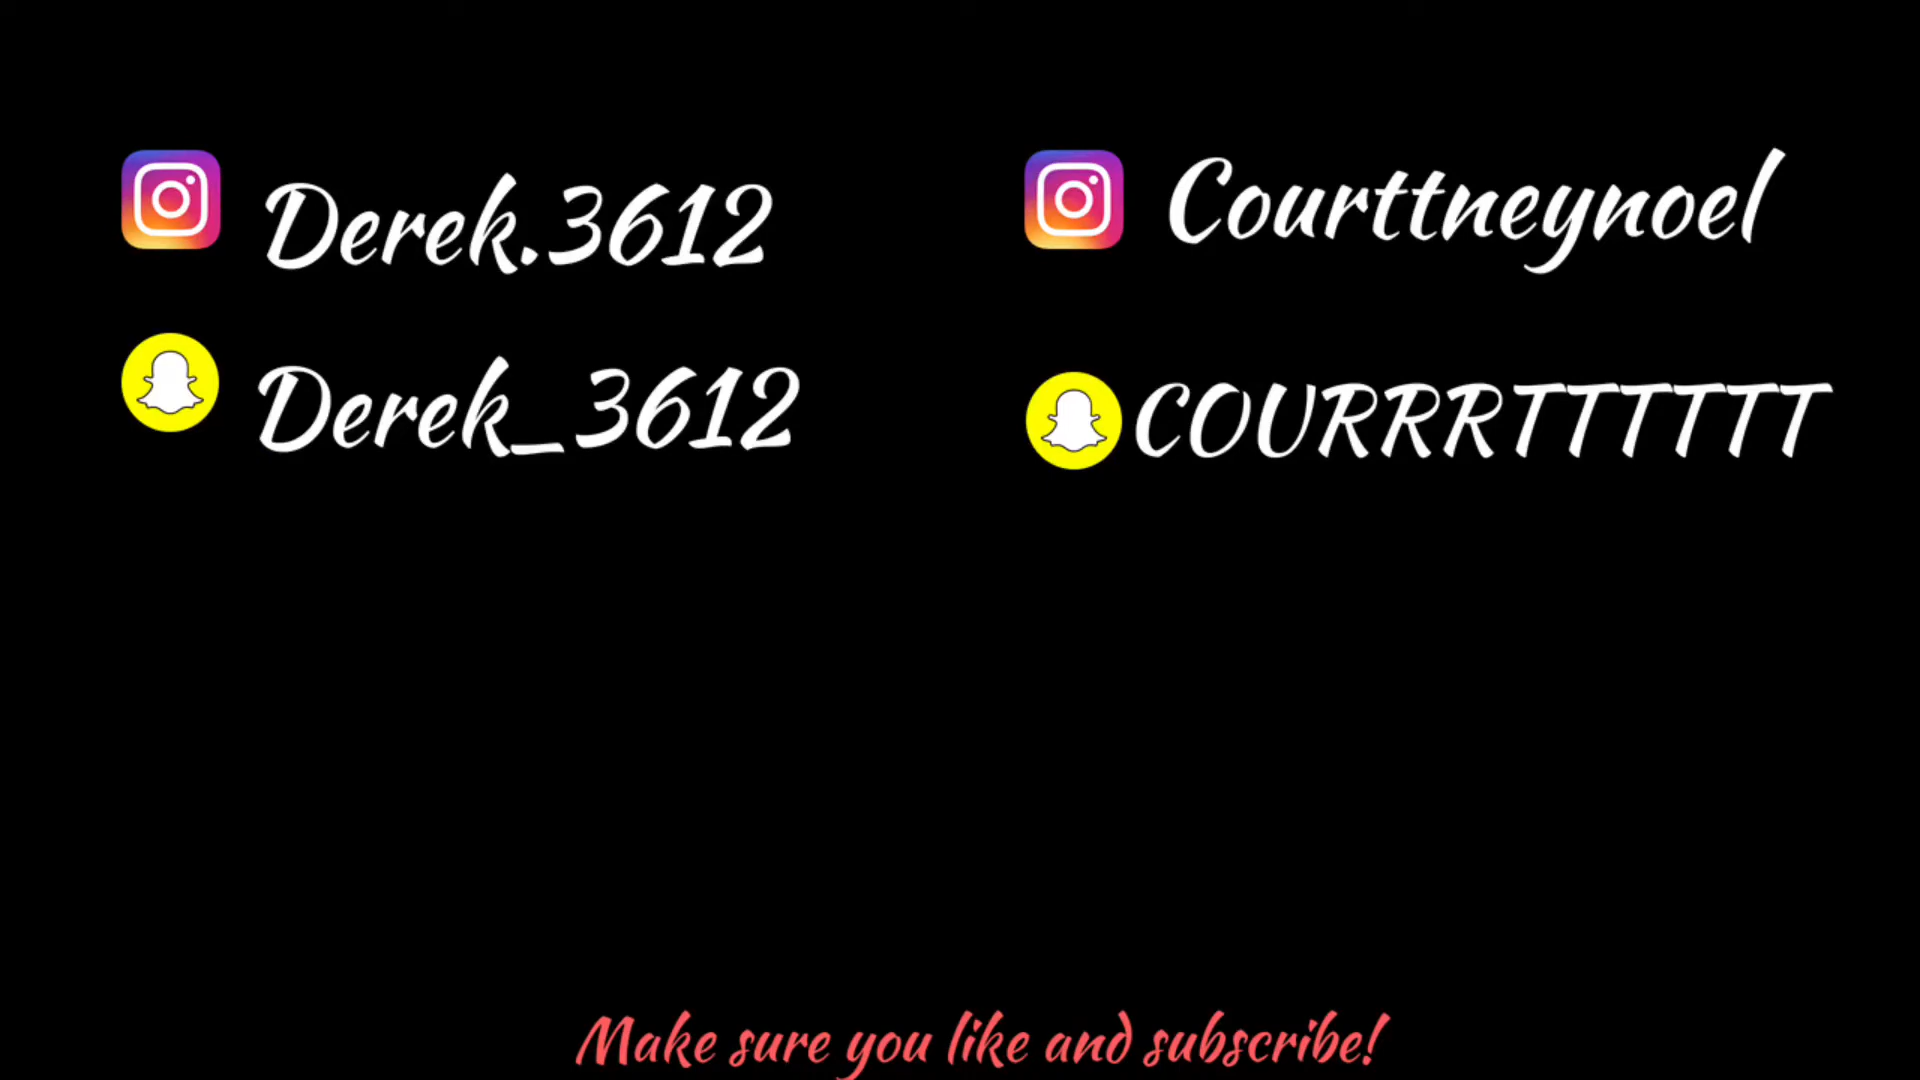 Derek.3612
Courttneynoel
Derek_3612
COURRRTTTTTT
Make sure you like and subscribe!